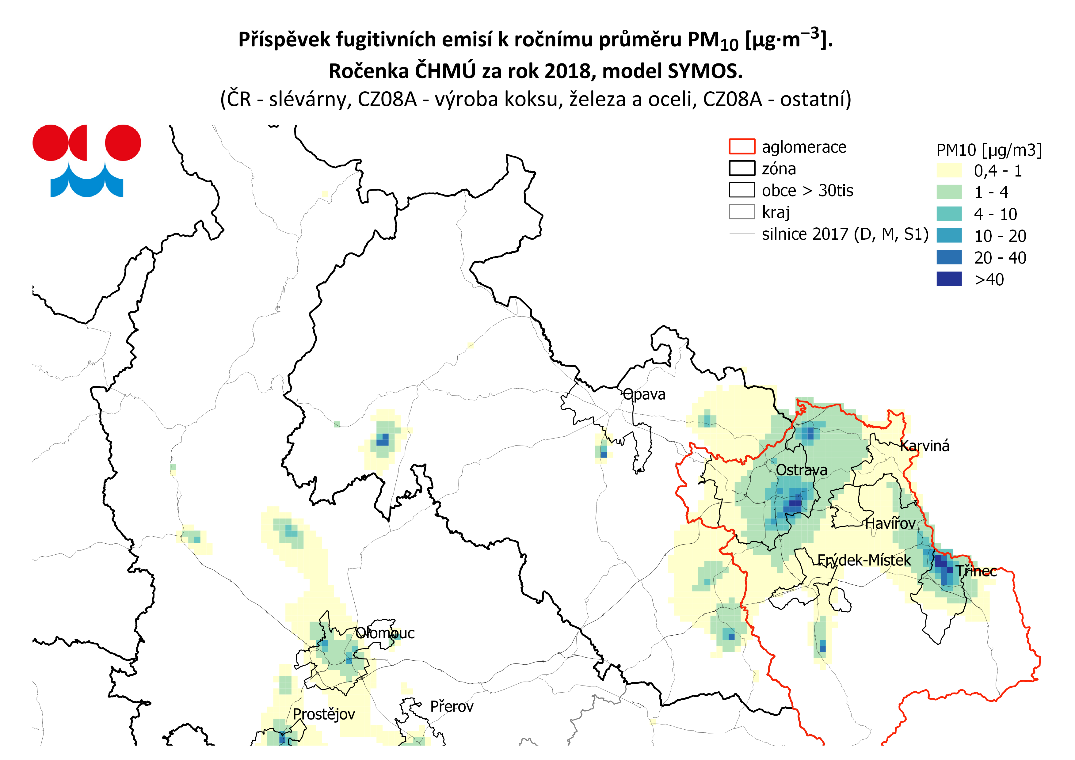 Příspěvek fugitivních emisí k ročnímu průměru PM₁₀ [µg·m⁻³].
Ročenka ČHMÚ za rok 2018, model SYMOS.
(ČR - slévárny, CZ08A - výroba koksu, železa a oceli, CZ08A - ostatní)
aglomerace
zóna
obce > 30tis
kraj
silnice 2017 (D, M, S1)
PM10 [µg/m3]
0,4 - 1
1 - 4
4 - 10
10 - 20
20 - 40
>40
Opava
Karviná
Ostrava
Havířov
Frýdek-Místek
Třinec
Olomouc
Prostějov
Přerov